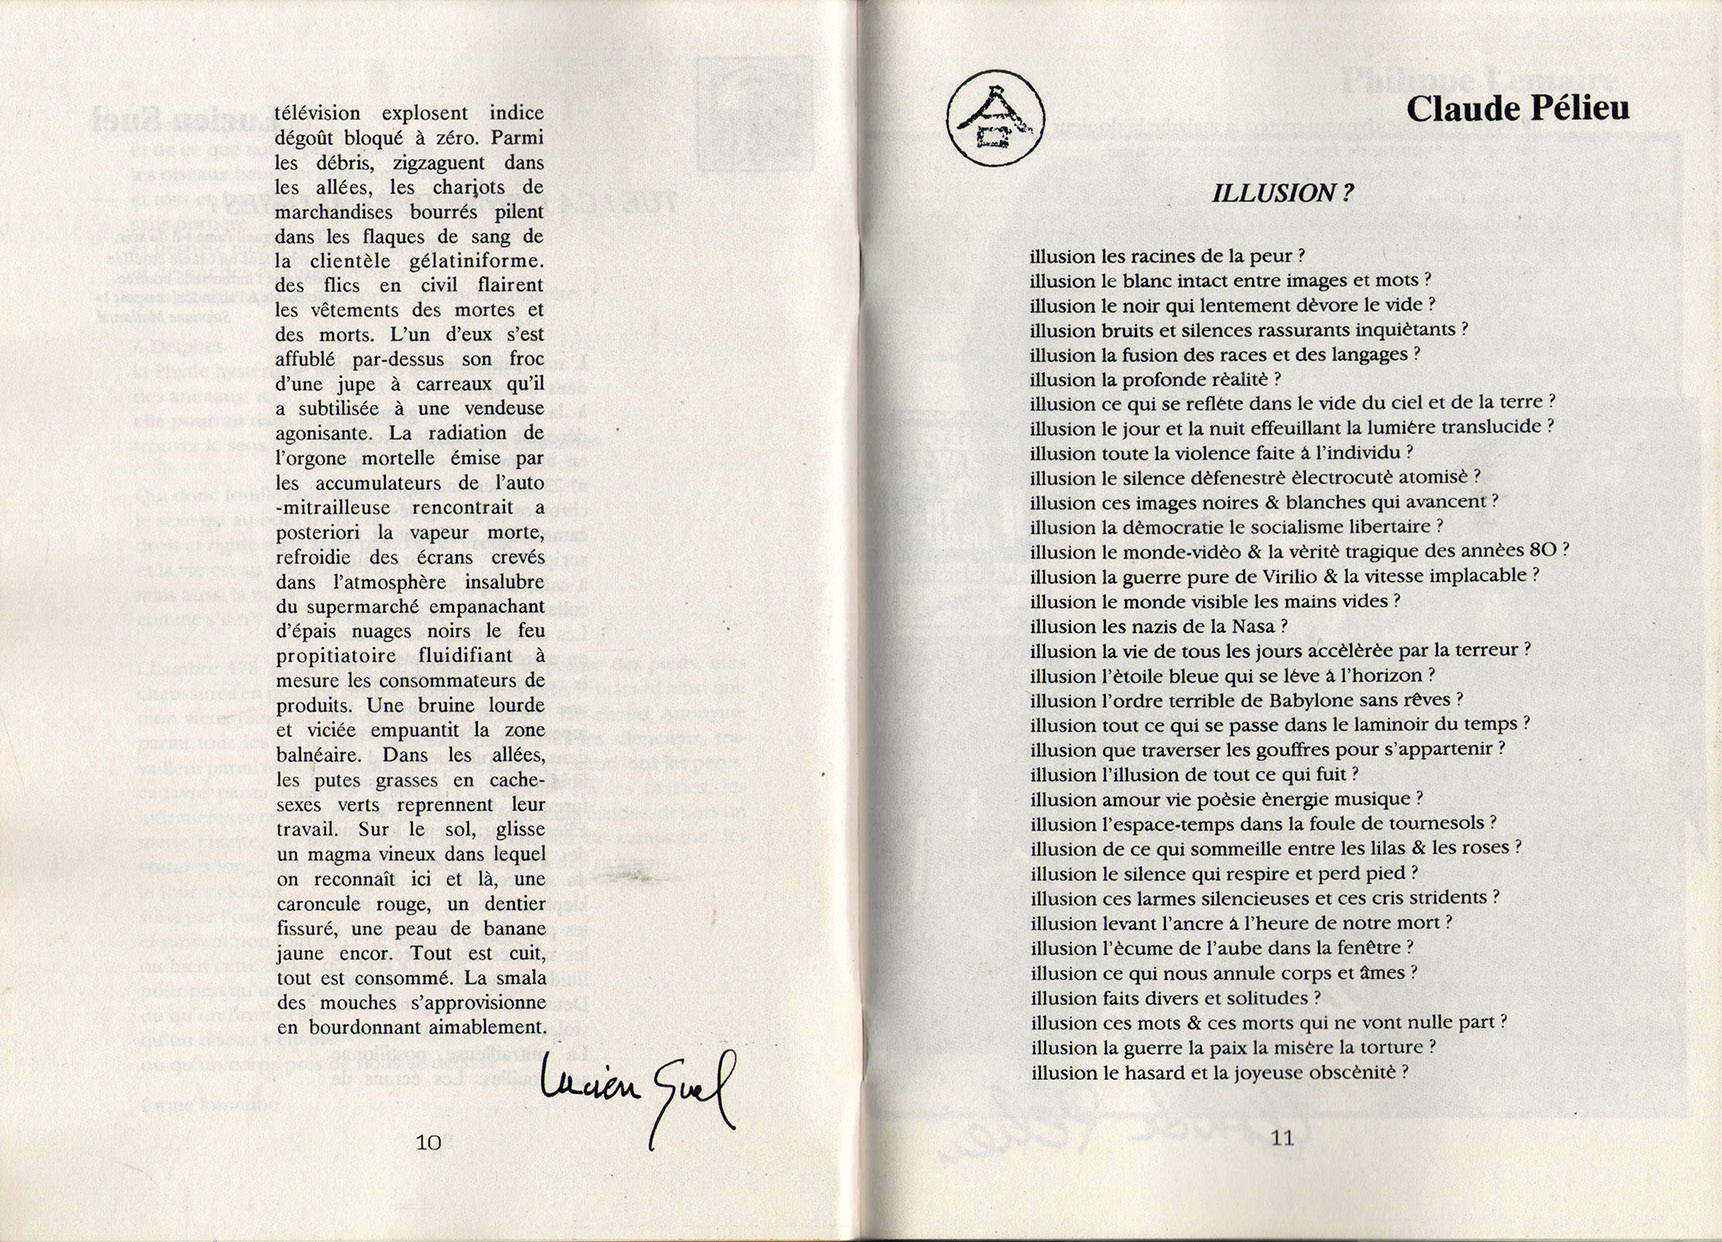 télévision explosent indice
dégoût bloqué à zéro. Parmi
les débris, zigzaguent dans
les allées, les chariots de
marchandises bourrés pilent
dans les flaques de sang de
la clientèle gélatiniforme.
des flics en civil flairent
les vêtements des mortes et
des morts. L'un d'eux s'est
affublé par-dessus son froc
d'une jupe à carreaux qu'il
a subtilisée à une vendeuse
agonisante. La radiation de
l'orgone mortelle émise par
les accumulateurs de l'auto
-mitrailleuse rencontrait a
posteriori la vapeur morte,
refroidie des écrans crevés
dans l'atmosphère insalubre
du supermarché empanachant
d'épais nuages noirs le feu
propitiatoire fluidifiant à
mesure les consommateurs de
produits. Une bruine lourde
et viciée empuantit la zone
balnéaire. Dans les allées,
les putes grasses en cache-
sexes verts reprennent leur
travail. Sur le sol, glisse
un magma vineux dans lequel
on reconnaît ici et là, une
caroncule rouge, un dentier
fissuré, une peau de banane
jaune encor. Tout est cuit,
tout est consommé. La smala
des mouches s'approvisionne
en bourdonnant aimablement.
Lucien Suel
10
合
Claude Pélieu
ILLUSION ?
illusion les racines de la peur ?
illusion le blanc intact entre images et mots ?
illusion le noir qui lentement dèvore le vide ?
illusion bruits et silences rassurants inquiètants ?
illusion la fusion des races et des langages ?
illusion la profonde rèalitè ?
illusion ce qui se reflète dans le vide du ciel et de la terre ?
illusion le jour et la nuit effeuillant la lumière translucide ?
illusion toute la violence faite à l'individu ?
illusion le silence dèfenestrè èlectrocutè atomisè ?
illusion ces images noires & blanches qui avancent ?
illusion la dèmocratie le socialisme libertaire ?
illusion le monde-vidèo & la vèritè tragique des annèes 8O ?
illusion la guerre pure de Virilio & la vitesse implacable ?
illusion le monde visible les mains vides ?
illusion les nazis de la Nasa ?
illusion la vie de tous les jours accèlèrèe par la terreur ?
illusion l'ètoile bleue qui se lève à l'horizon ?
illusion l'ordre terrible de Babylone sans rêves ?
illusion tout ce qui se passe dans le laminoir du temps ?
illusion que traverser les gouffres pour s'appartenir ?
illusion l'illusion de tout ce qui fuit ?
illusion amour vie poèsie ènergie musique ?
illusion l'espace-temps dans la foule de tournesols ?
illusion de ce qui sommeille entre les lilas & les roses ?
illusion le silence qui respire et perd pied ?
illusion ces larmes silencieuses et ces cris stridents ?
illusion levant l'ancre à l'heure de notre mort ?
illusion l'ècume de l'aube dans la fenêtre ?
illusion ce qui nous annule corps et âmes ?
illusion faits divers et solitudes ?
illusion ces mots & ces morts qui ne vont nulle part ?
illusion la guerre la paix la misère la torture ?
illusion le hasard et la joyeuse obscènitè ?
11